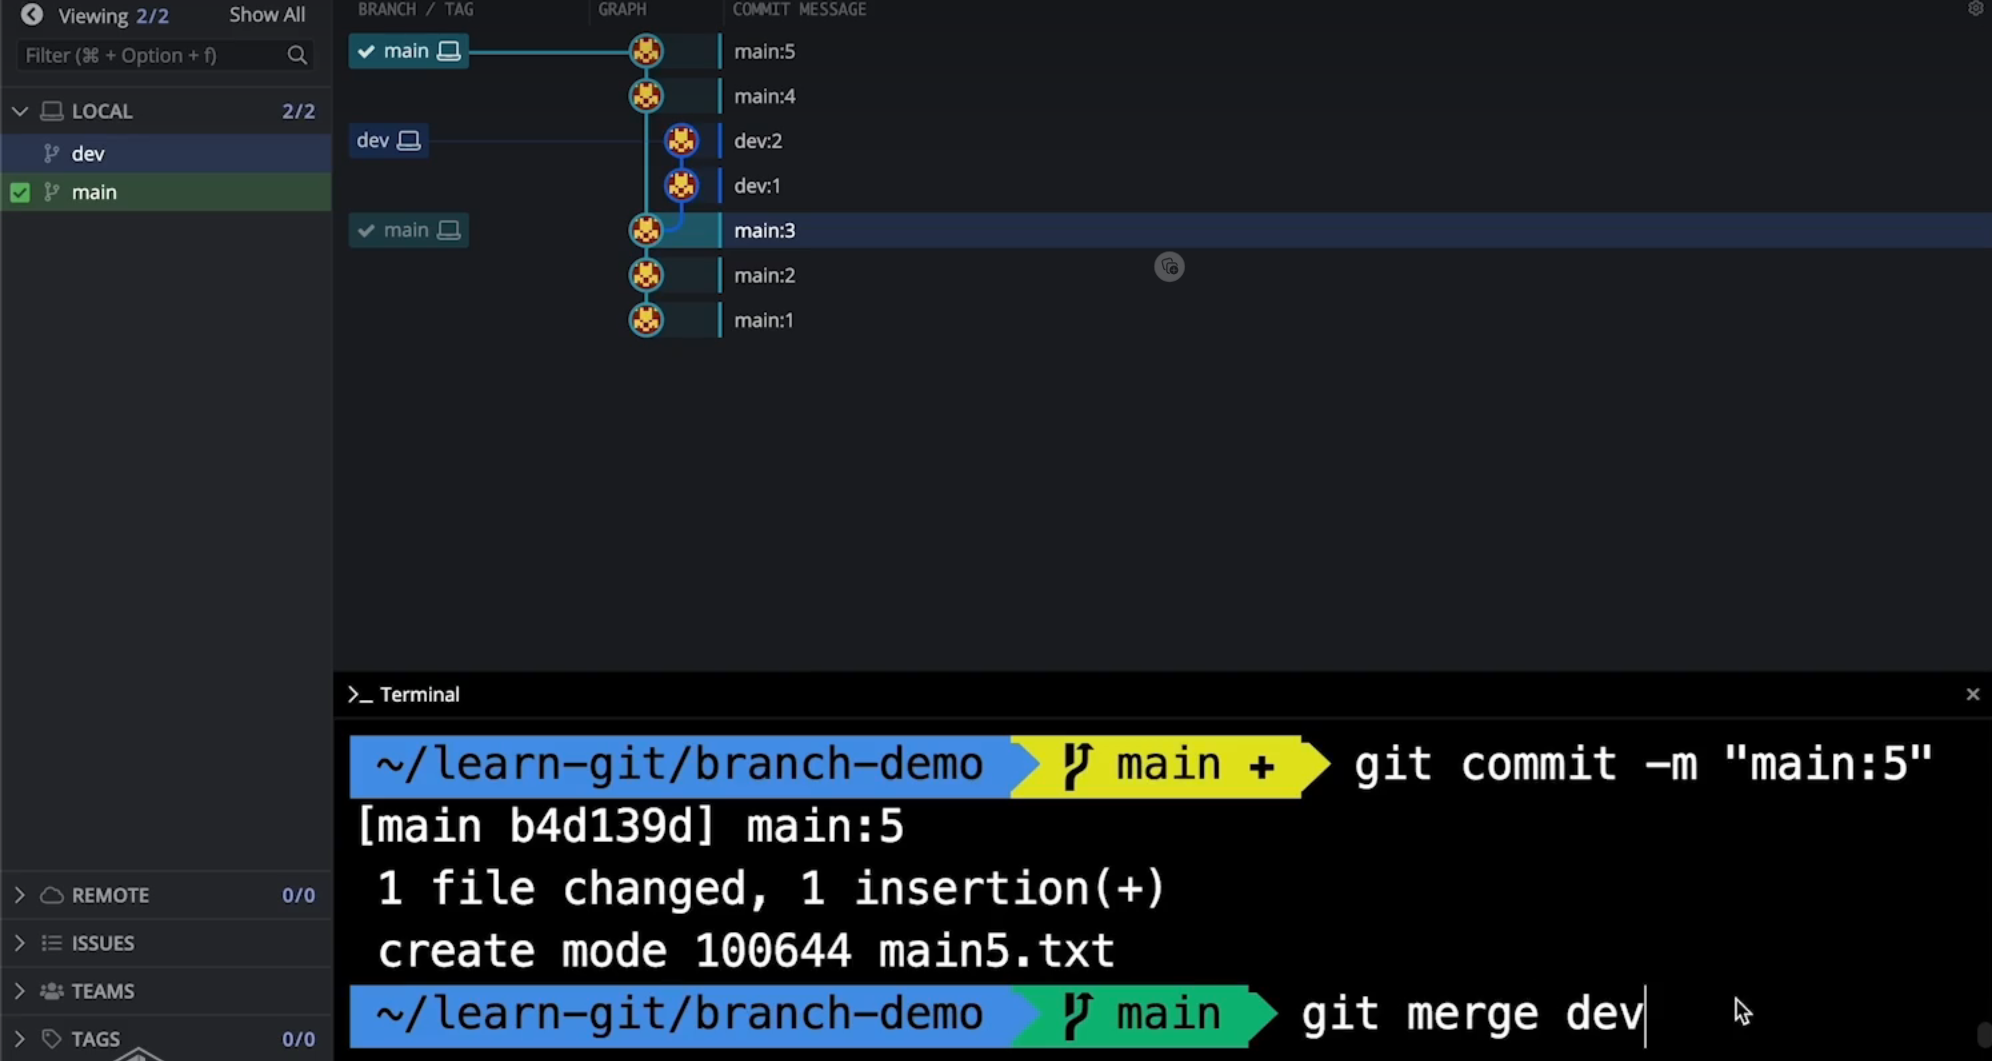 Viewing 2/2 Show All
Filter (⌘ + Option + f)
LOCAL 2/2
dev
main
REMOTE 0/0
ISSUES
TEAMS
TAGS 0/0
BRANCH / TAG GRAPH COMMIT MESSAGE
main main:5
main:4
dev dev:2
dev:1
main main:3
main:2
main:1
>_ Terminal
~/learn-git/branch-demo main + git commit -m "main:5"
[main b4d139d] main:5
1 file changed, 1 insertion(+)
create mode 100644 main5.txt
~/learn-git/branch-demo main git merge dev